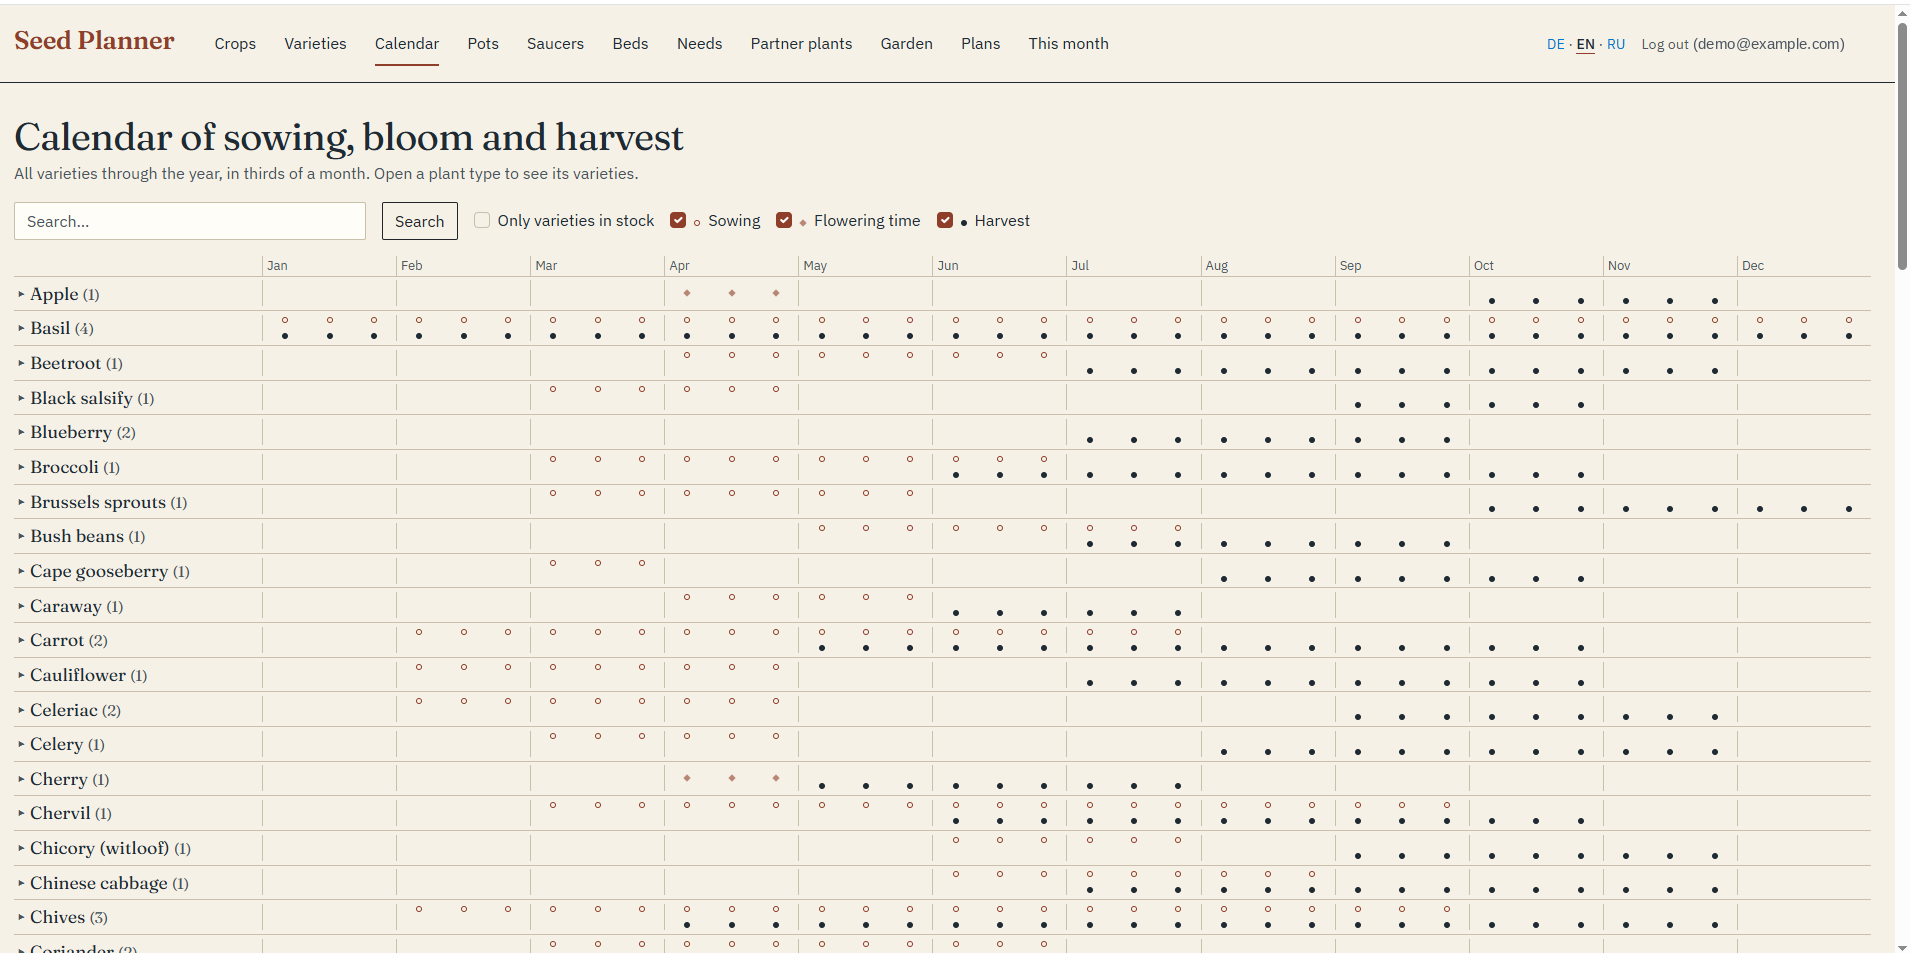 Seed Planner Crops Varieties Calendar Pots Saucers Beds Needs Partner plants Garden Plans This month DE · EN · RU Log out (demo@example.com)
Calendar of sowing, bloom and harvest
All varieties through the year, in thirds of a month. Open a plant type to see its varieties.
Search... Search Only varieties in stock Sowing Flowering time Harvest
Jan Feb Mar Apr May Jun Jul Aug Sep Oct Nov Dec
Apple (1)
Basil (4)
Beetroot (1)
Black salsify (1)
Blueberry (2)
Broccoli (1)
Brussels sprouts (1)
Bush beans (1)
Cape gooseberry (1)
Caraway (1)
Carrot (2)
Cauliflower (1)
Celeriac (2)
Celery (1)
Cherry (1)
Chervil (1)
Chicory (witloof) (1)
Chinese cabbage (1)
Chives (3)
Coriander (2)